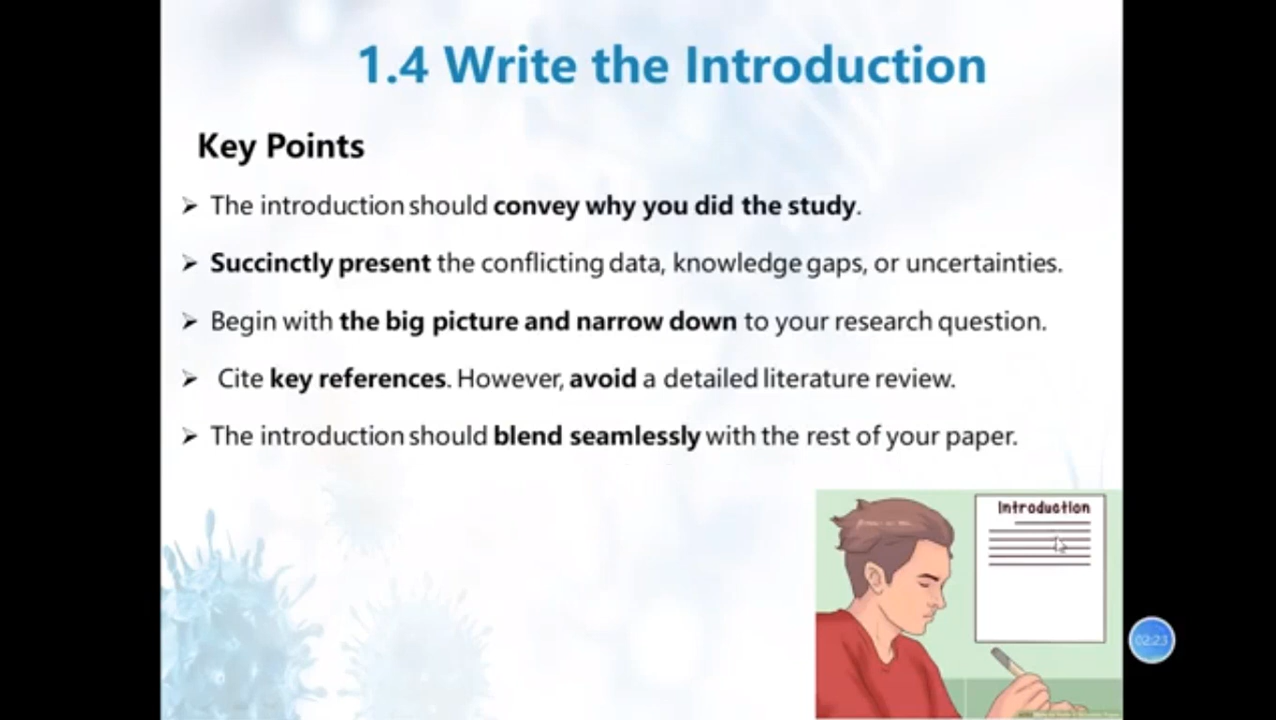 1.4 Write the Introduction
Key Points
➢ The introduction should convey why you did the study.
➢ Succinctly present the conflicting data, knowledge gaps, or uncertainties.
➢ Begin with the big picture and narrow down to your research question.
➢ Cite key references. However, avoid a detailed literature review.
➢ The introduction should blend seamlessly with the rest of your paper.
Introduction
02:23